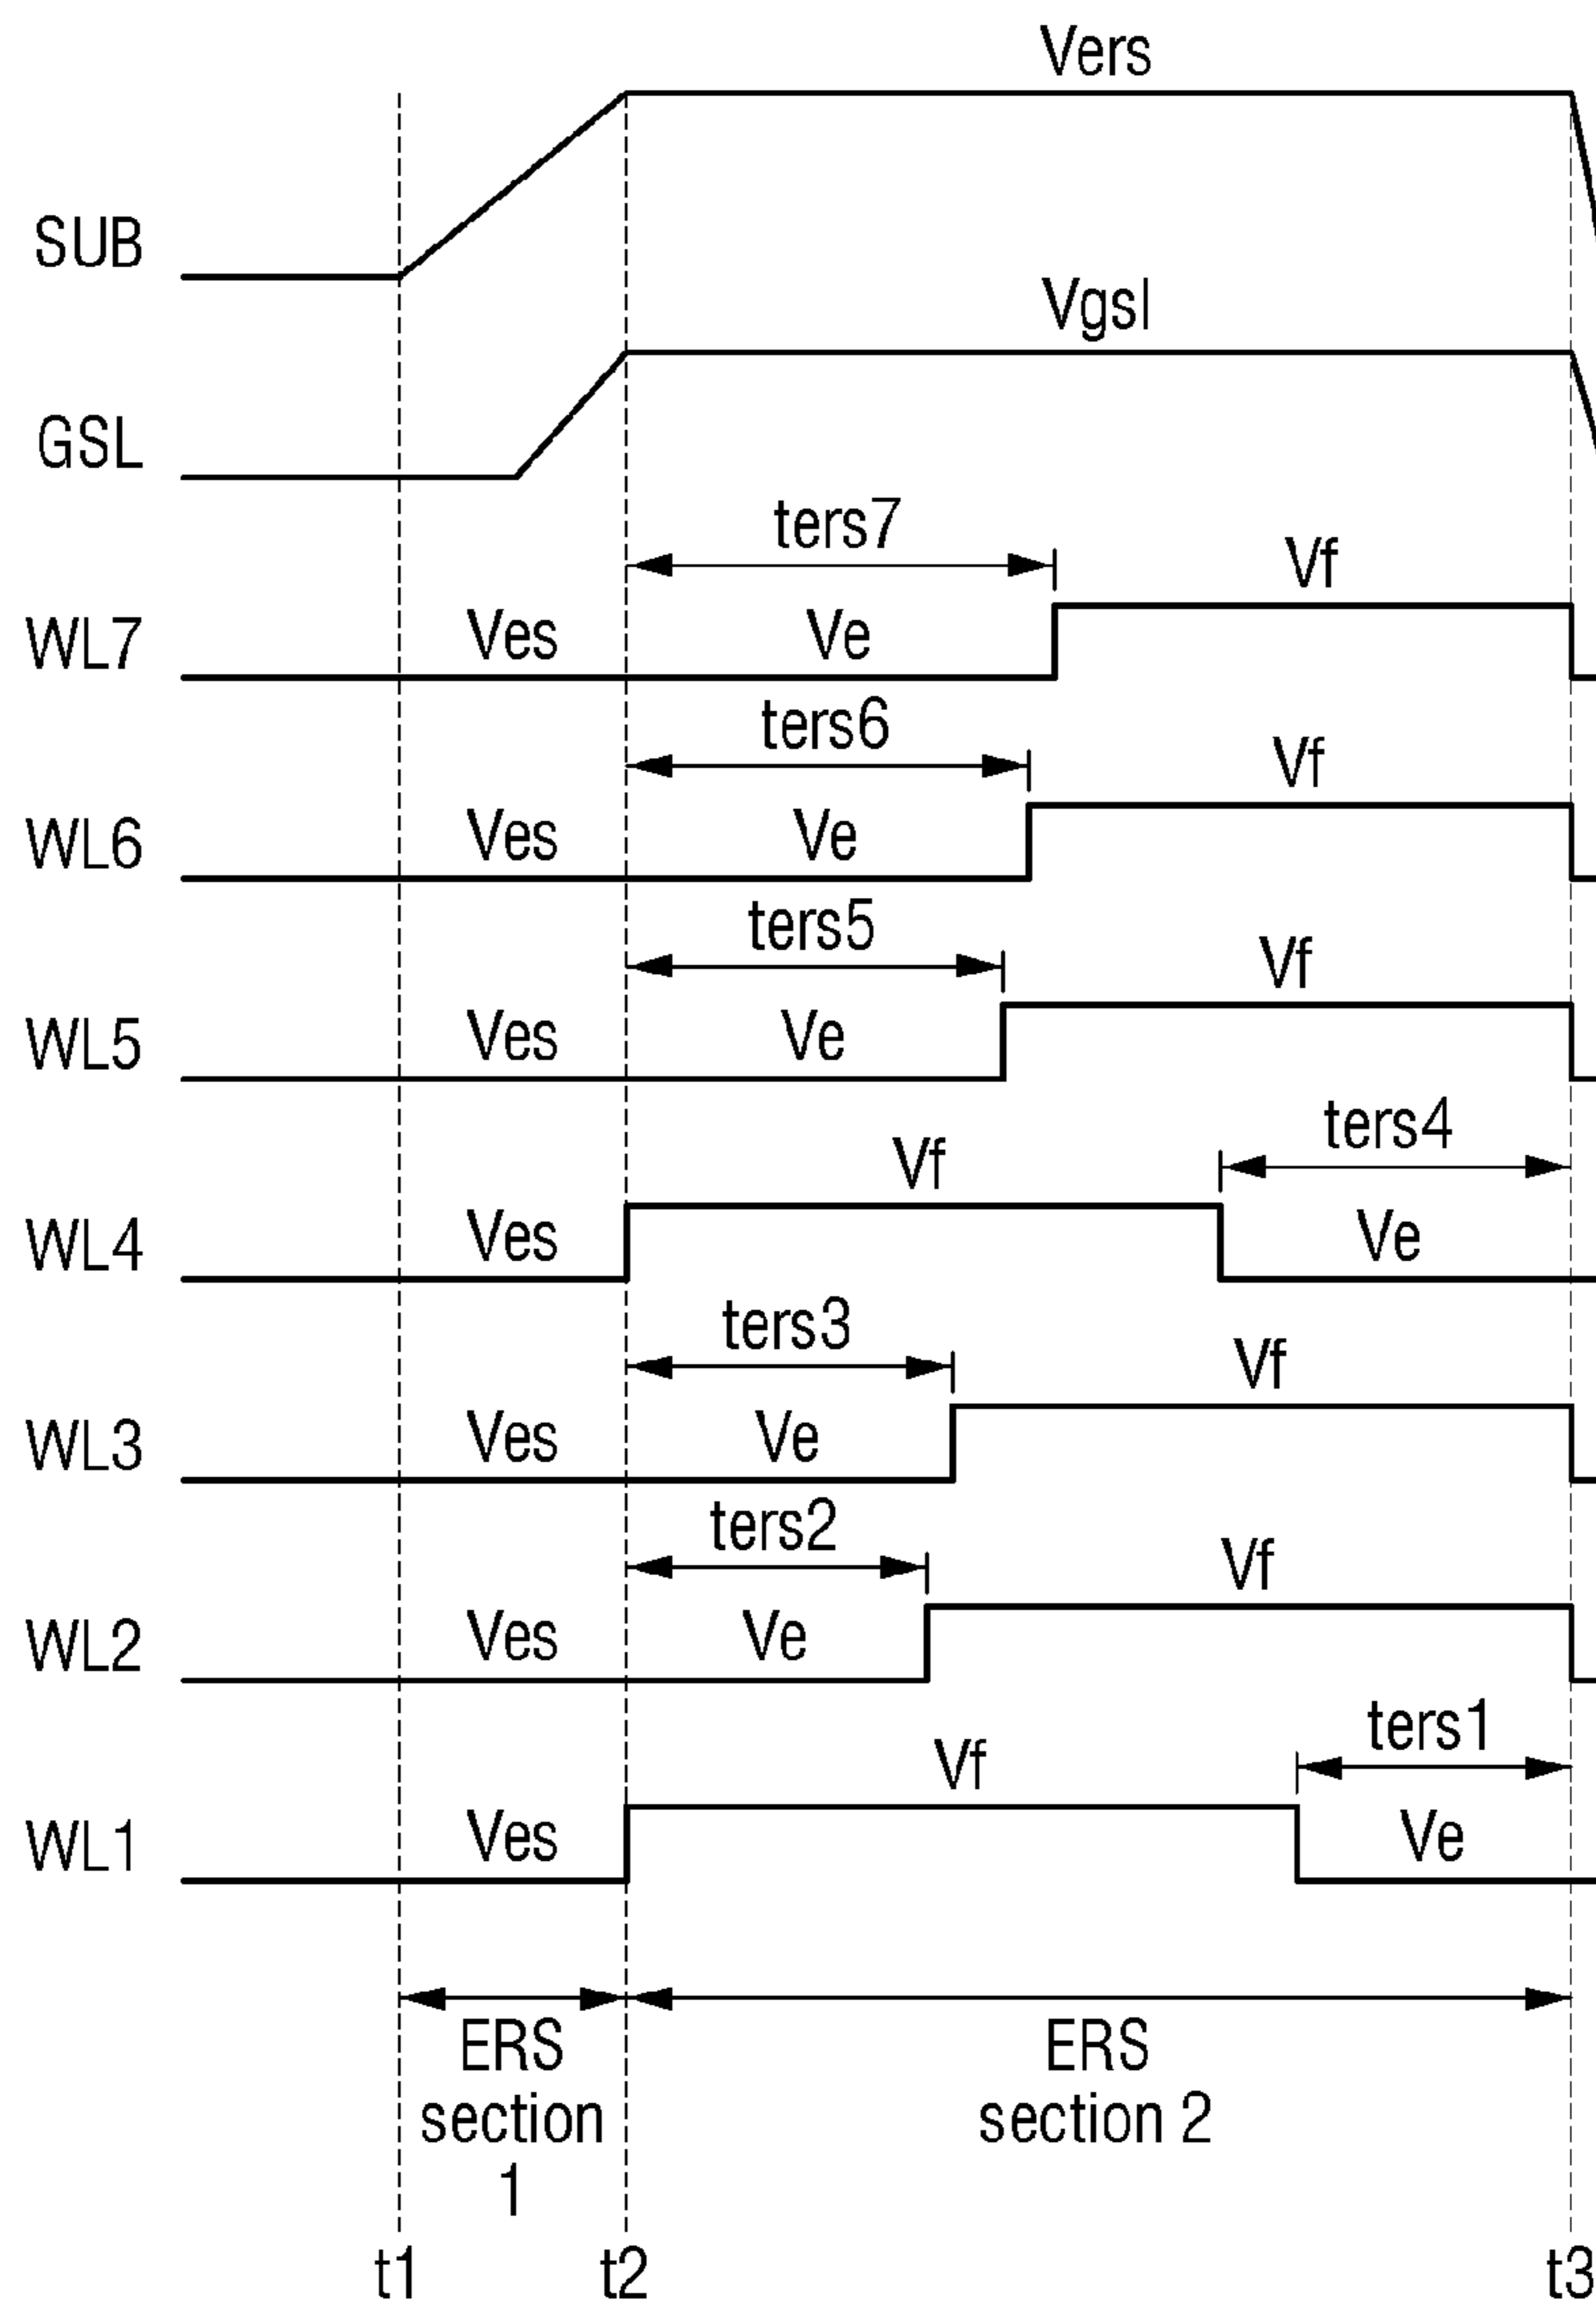 Vers
SUB
Vgsl
GSL
ters7
Vf
WL7 Ves Ve
ters6
Vf
WL6 Ves Ve
ters5
Vf
WL5 Ves Ve
ters4
Vf
WL4 Ves Ve
ters3
Vf
WL3 Ves Ve
ters2
Vf
WL2 Ves Ve
ters1
Vf
WL1 Ves Ve
ERS section 1
ERS section 2
t1 t2 t3